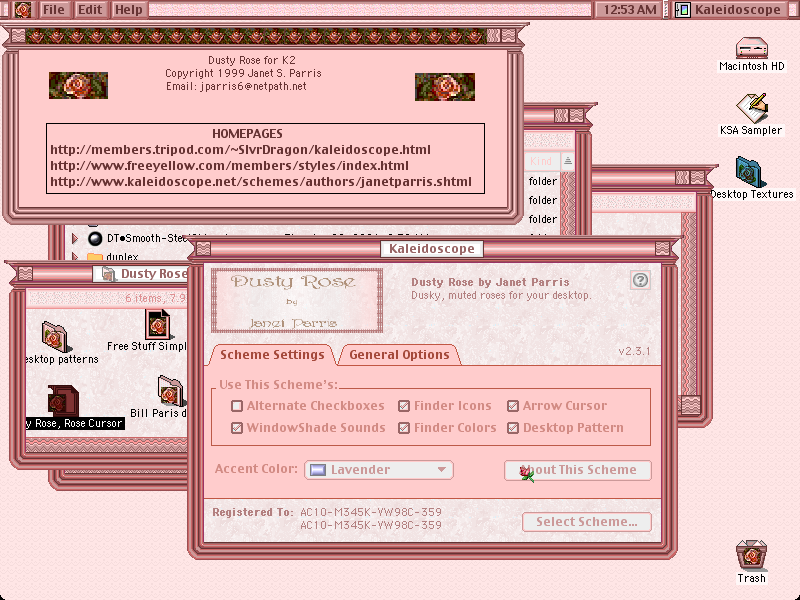 File Edit Help
12:53 AM Kaleidoscope
Dusty Rose for K2
Copyright 1999 Janet S. Parris
Email: jparris6@netpath.net
HOMEPAGES
http://members.tripod.com/~SlvrDragon/kaleidoscope.html
http://www.freeyellow.com/members/styles/index.html
http://www.kaleidoscope.net/schemes/authors/janetparris.shtml
Macintosh HD
KSA Sampler
Desktop Textures
Kind
folder
folder
folder
DT•Smooth-Ste
duplex
Dusty Rose
6 items, 7.9
esktop patterns
Free Stuff Simpl
y Rose, Rose Cursor
Bill Paris d
Kaleidoscope
Dusty Rose
by
Janet Parris
Dusty Rose by Janet Parris
Dusky, muted roses for your desktop.
v2.3.1
Scheme Settings
General Options
Use This Scheme's:
Alternate Checkboxes
Finder Icons
Arrow Cursor
WindowShade Sounds
Finder Colors
Desktop Pattern
Accent Color: Lavender
About This Scheme
Registered To: AC10-M345K-YW98C-359
AC10-M345K-YW98C-359
Select Scheme...
Trash